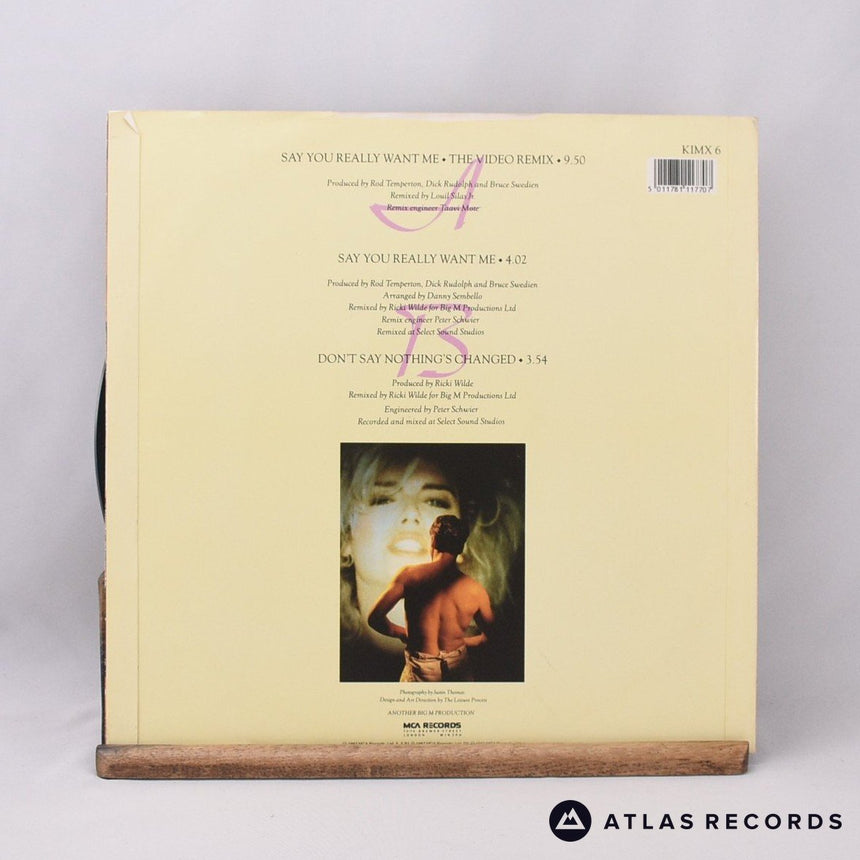 KIMX 6
5 011781 117707
SAY YOU REALLY WANT ME • THE VIDEO REMIX • 9.50
A
Produced by Rod Temperton, Dick Rudolph and Bruce Swedien
Remixed by Louil Silas Jr.
Remix engineer Taavi Mote
SAY YOU REALLY WANT ME • 4.02
Produced by Rod Temperton, Dick Rudolph and Bruce Swedien
Arranged by Danny Sembello
Remixed by Ricki Wilde for Big M Productions Ltd
B
Remix engineer Peter Schwier
Remixed at Select Sound Studios
DON'T SAY NOTHING'S CHANGED • 3.54
Produced by Ricki Wilde
Remixed by Ricki Wilde for Big M Productions Ltd
Engineered by Peter Schwier
Recorded and mixed at Select Sound Studios
Photography by Justin Thomas
Design and Art Direction by The Leisure Process
ANOTHER BIG M PRODUCTION
MCA RECORDS
STREET
LONDON
ATLAS RECORDS